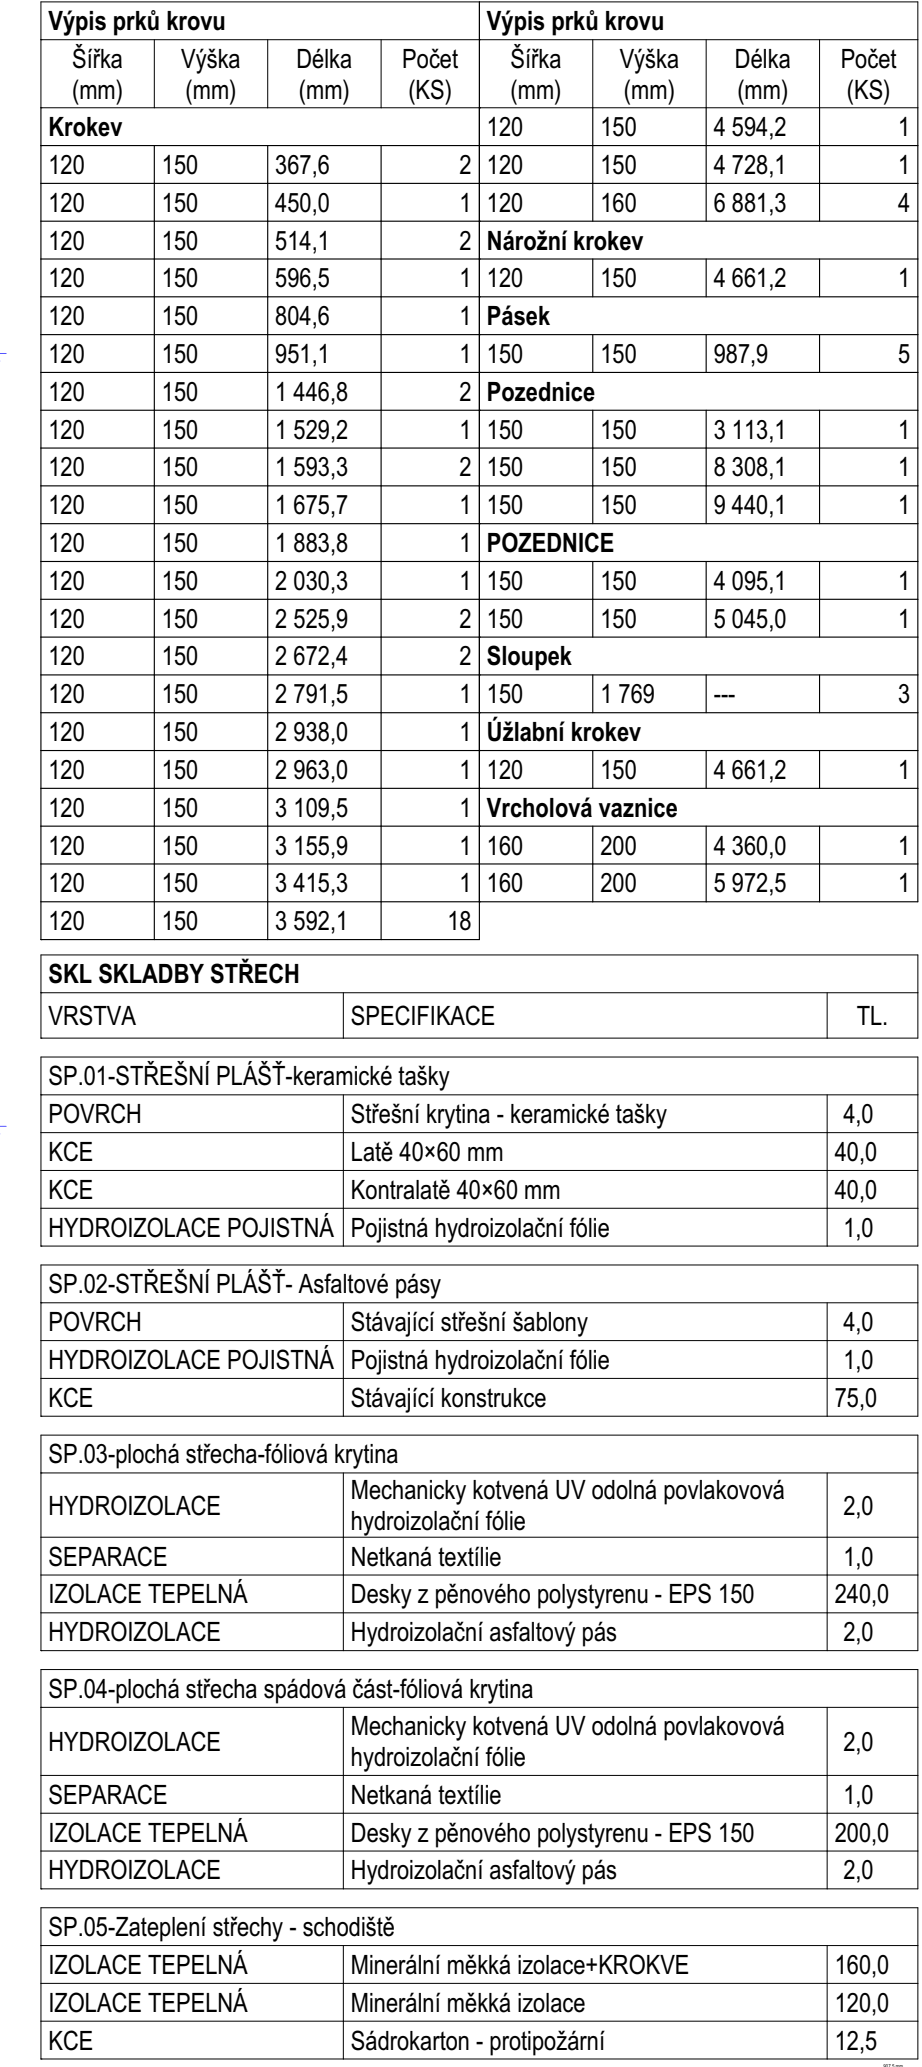 Výpis prků krovu
Šířka (mm) Výška (mm) Délka (mm) Počet (KS)
Krokev
120 150 367,6 2
120 150 450,0 1
120 150 514,1 2
120 150 596,5 1
120 150 804,6 1
120 150 951,1 1
120 150 1 446,8 2
120 150 1 529,2 1
120 150 1 593,3 2
120 150 1 675,7 1
120 150 1 883,8 1
120 150 2 030,3 1
120 150 2 525,9 2
120 150 2 672,4 2
120 150 2 791,5 1
120 150 2 938,0 1
120 150 2 963,0 1
120 150 3 109,5 1
120 150 3 155,9 1
120 150 3 415,3 1
120 150 3 592,1 18
Výpis prků krovu
Šířka (mm) Výška (mm) Délka (mm) Počet (KS)
120 150 4 594,2 1
120 150 4 728,1 1
120 160 6 881,3 4
Nárožní krokev
120 150 4 661,2 1
Pásek
150 150 987,9 5
Pozednice
150 150 3 113,1 1
150 150 8 308,1 1
150 150 9 440,1 1
POZEDNICE
150 150 4 095,1 1
150 150 5 045,0 1
Sloupek
150 1 769 --- 3
Úžlabní krokev
120 150 4 661,2 1
Vrcholová vaznice
160 200 4 360,0 1
160 200 5 972,5 1
SKL SKLADBY STŘECH
VRSTVA SPECIFIKACE TL.
SP.01-STŘEŠNÍ PLÁŠŤ-keramické tašky
POVRCH Střešní krytina - keramické tašky 4,0
KCE Latě 40×60 mm 40,0
KCE Kontralatě 40×60 mm 40,0
HYDROIZOLACE POJISTNÁ Pojistná hydroizolační fólie 1,0
SP.02-STŘEŠNÍ PLÁŠŤ- Asfaltové pásy
POVRCH Stávající střešní šablony 4,0
HYDROIZOLACE POJISTNÁ Pojistná hydroizolační fólie 1,0
KCE Stávající konstrukce 75,0
SP.03-plochá střecha-fóliová krytina
HYDROIZOLACE Mechanicky kotvená UV odolná povlakovová
hydroizolační fólie 2,0
SEPARACE Netkaná textílie 1,0
IZOLACE TEPELNÁ Desky z pěnového polystyrenu - EPS 150 240,0
HYDROIZOLACE Hydroizolační asfaltový pás 2,0
SP.04-plochá střecha spádová část-fóliová krytina
HYDROIZOLACE Mechanicky kotvená UV odolná povlakovová
hydroizolační fólie 2,0
SEPARACE Netkaná textílie 1,0
IZOLACE TEPELNÁ Desky z pěnového polystyrenu - EPS 150 200,0
HYDROIZOLACE Hydroizolační asfaltový pás 2,0
SP.05-Zateplení střechy - schodiště
IZOLACE TEPELNÁ Minerální měkká izolace+KROKVE 160,0
IZOLACE TEPELNÁ Minerální měkká izolace 120,0
KCE Sádrokarton - protipožární 12,5